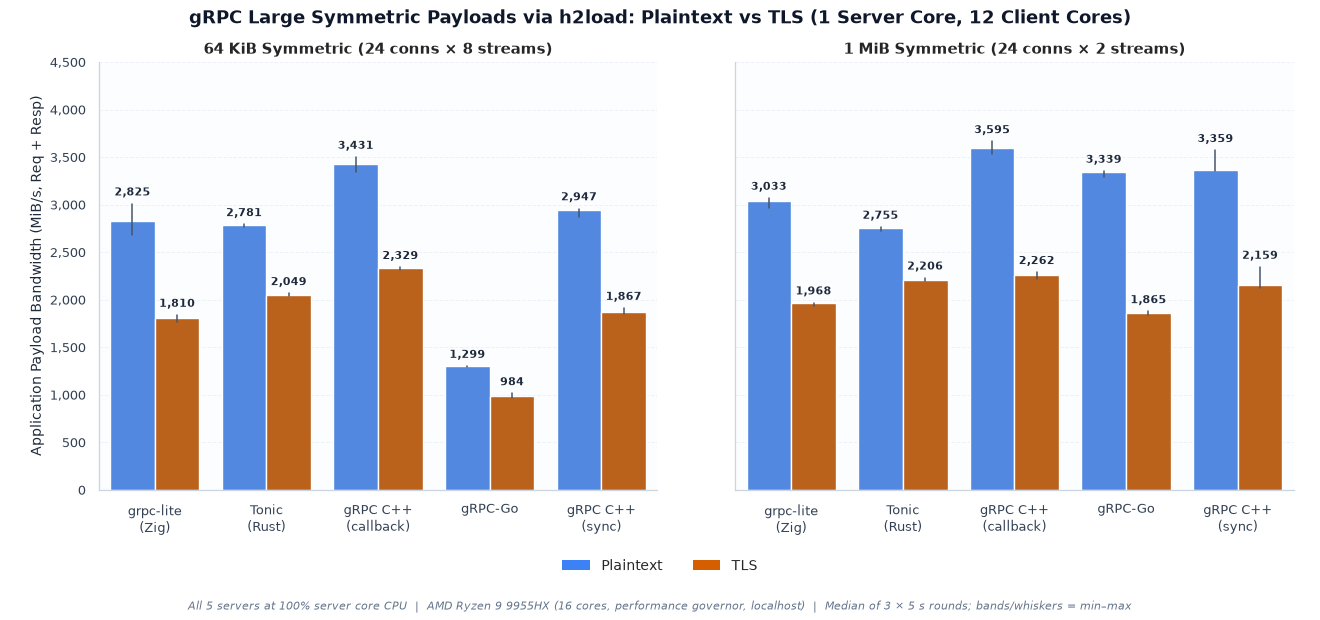 gRPC Large Symmetric Payloads via h2load: Plaintext vs TLS (1 Server Core, 12 Client Cores)
64 KiB Symmetric (24 conns × 8 streams)
Application Payload Bandwidth (MiB/s, Req + Resp)
4,500
4,000
3,500
3,000
2,500
2,000
1,500
1,000
500
0
2,825
1,810
2,781
2,049
3,431
2,329
1,299
984
2,947
1,867
grpc-lite
(Zig)
Tonic
(Rust)
gRPC C++
(callback)
gRPC-Go
gRPC C++
(sync)
1 MiB Symmetric (24 conns × 2 streams)
3,033
1,968
2,755
2,206
3,595
2,262
3,339
1,865
3,359
2,159
grpc-lite
(Zig)
Tonic
(Rust)
gRPC C++
(callback)
gRPC-Go
gRPC C++
(sync)
Plaintext
TLS
All 5 servers at 100% server core CPU | AMD Ryzen 9 9955HX (16 cores, performance governor, localhost) | Median of 3 × 5 s rounds; bands/whiskers = min–max